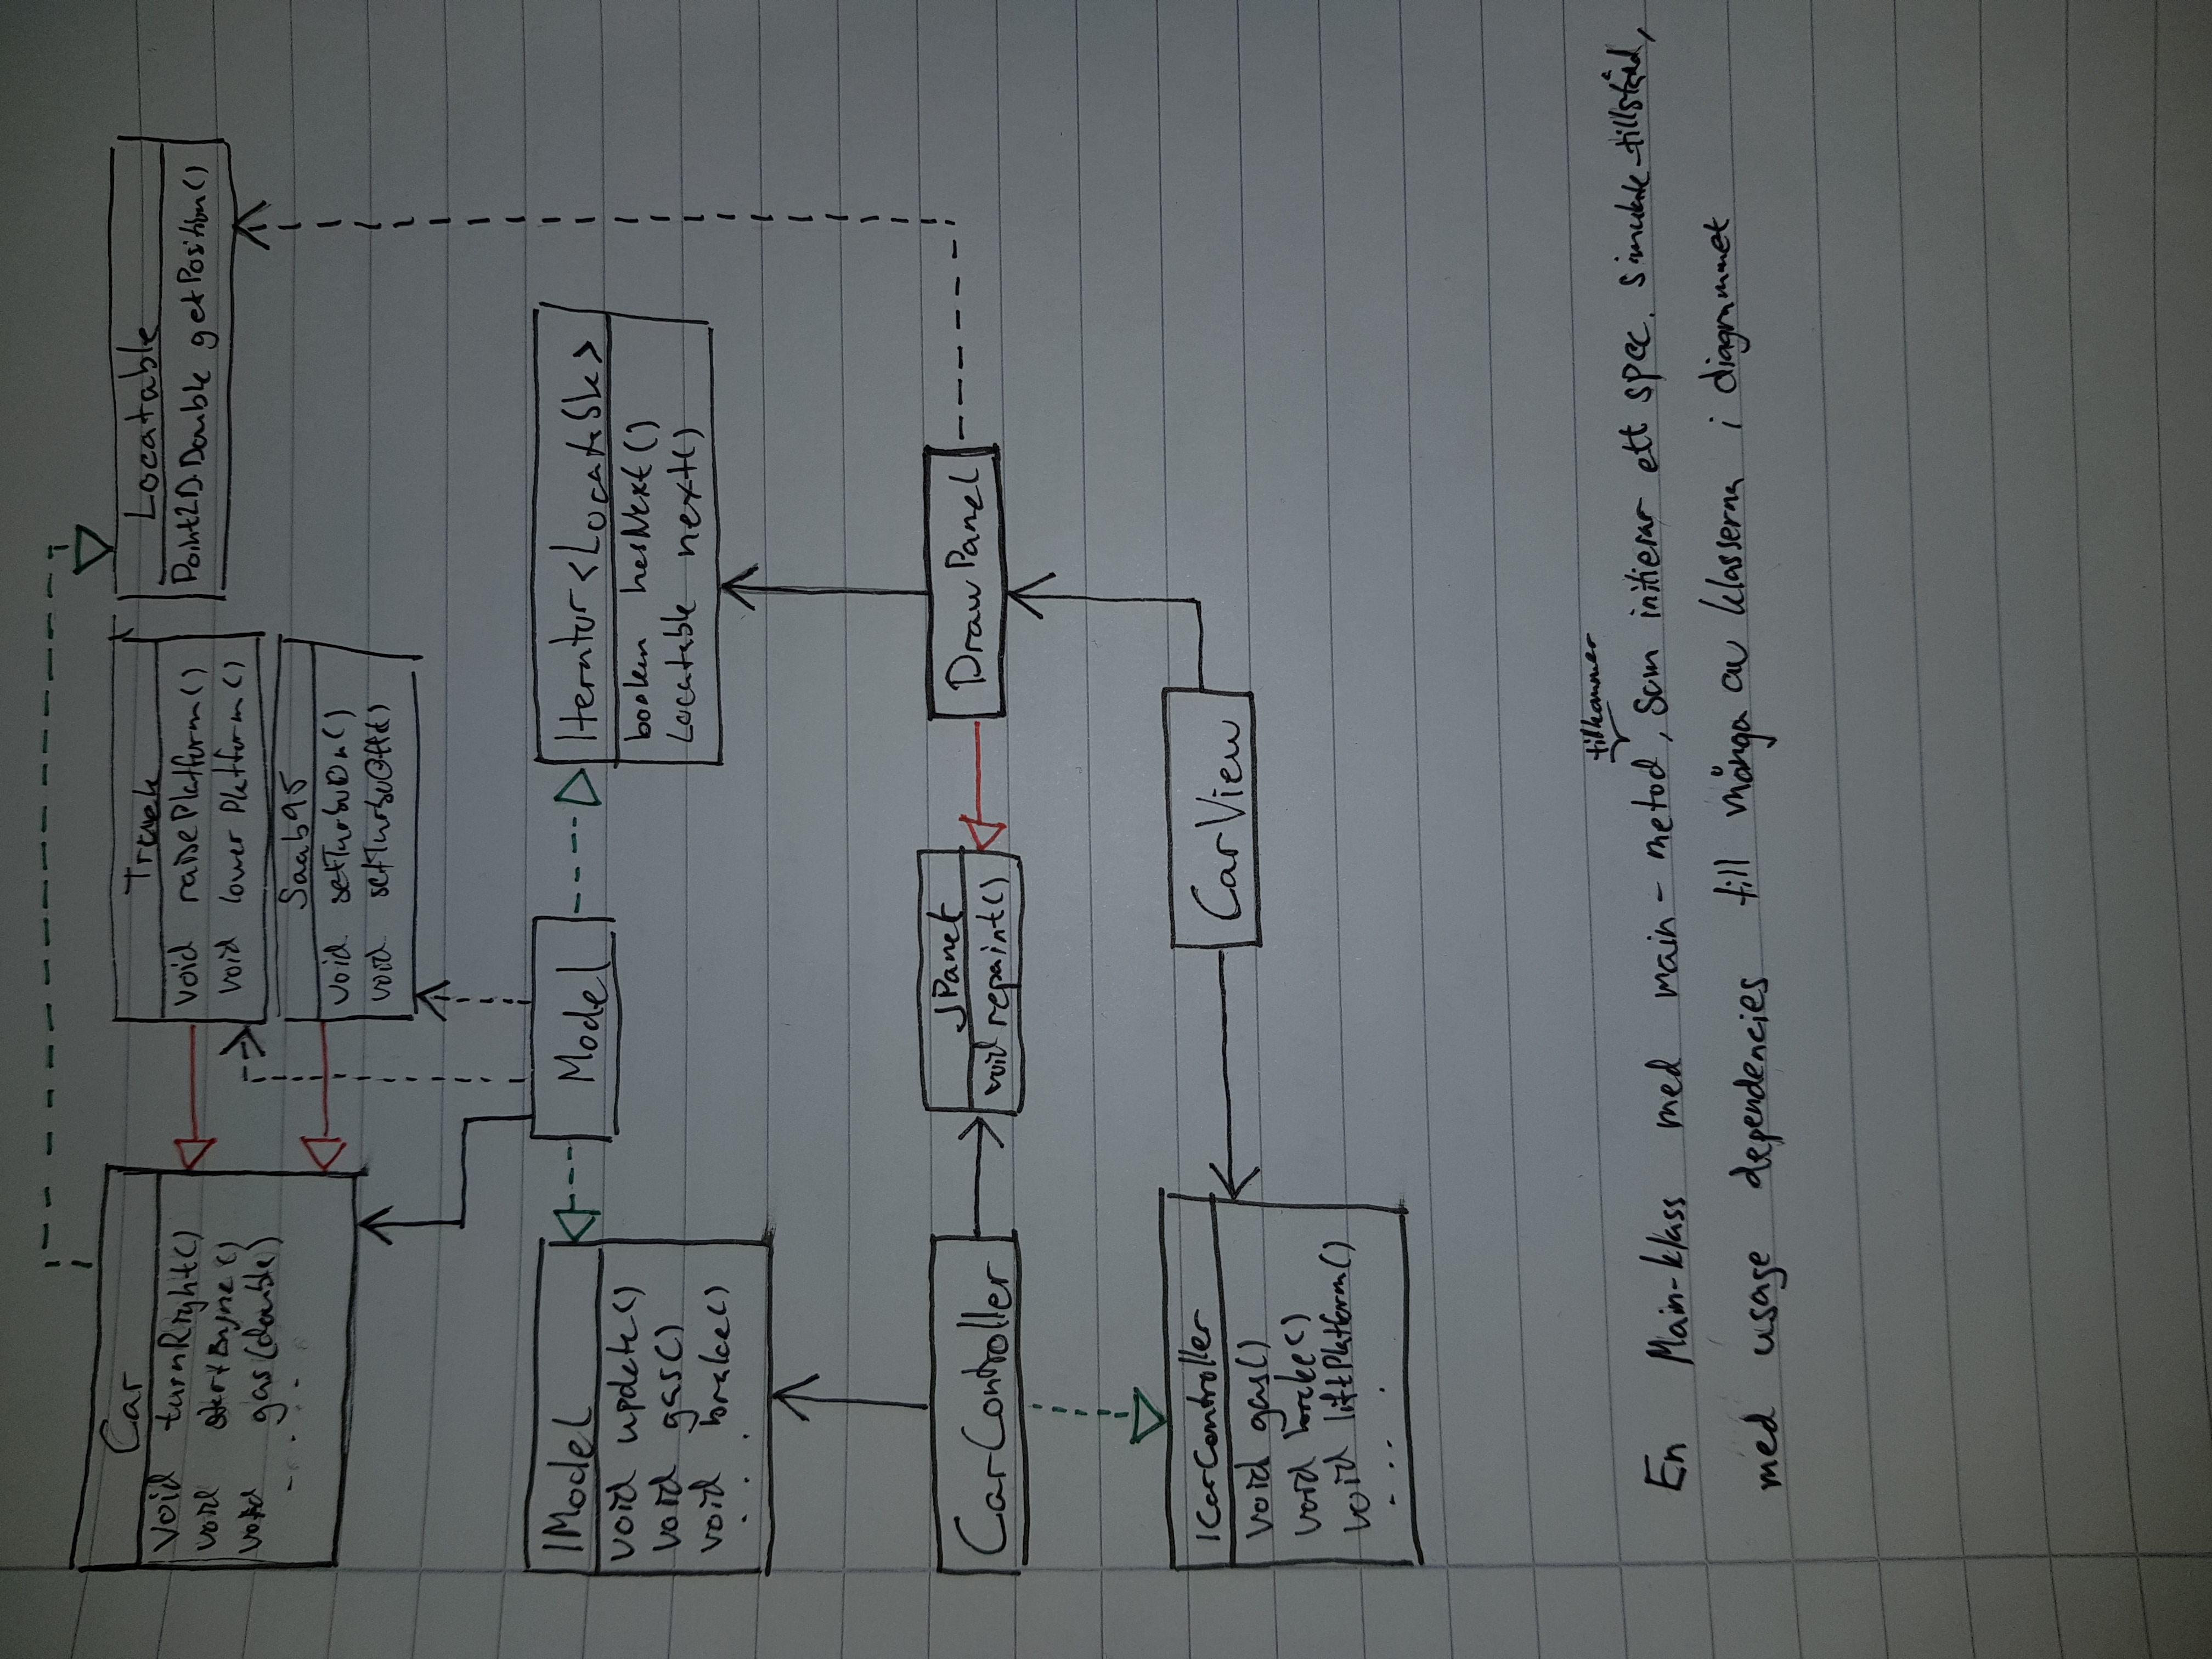 Car
void turnRight()
void startEngine()
void gas(double)
. . . .
Truck
void raisePlatform()
void lowerPlatform()
Locatable
Point2D.Double getPosition()
Saab95
void setTurboOn()
void setTurboOff()
IModel
void update()
void gas()
void brake()
. . .
Model
Iterator<Locatable>
boolean hasNext()
Locatable next()
CarController
JPanel
void repaint()
DrawPanel
ICarController
void gas()
void brake()
void liftPlatform()
. . . .
CarView
tillkommer
En Main-klass med main-metod, som initierar ett spec. tillstånd,
med usage dependencies till många av klasserna i diagrammet